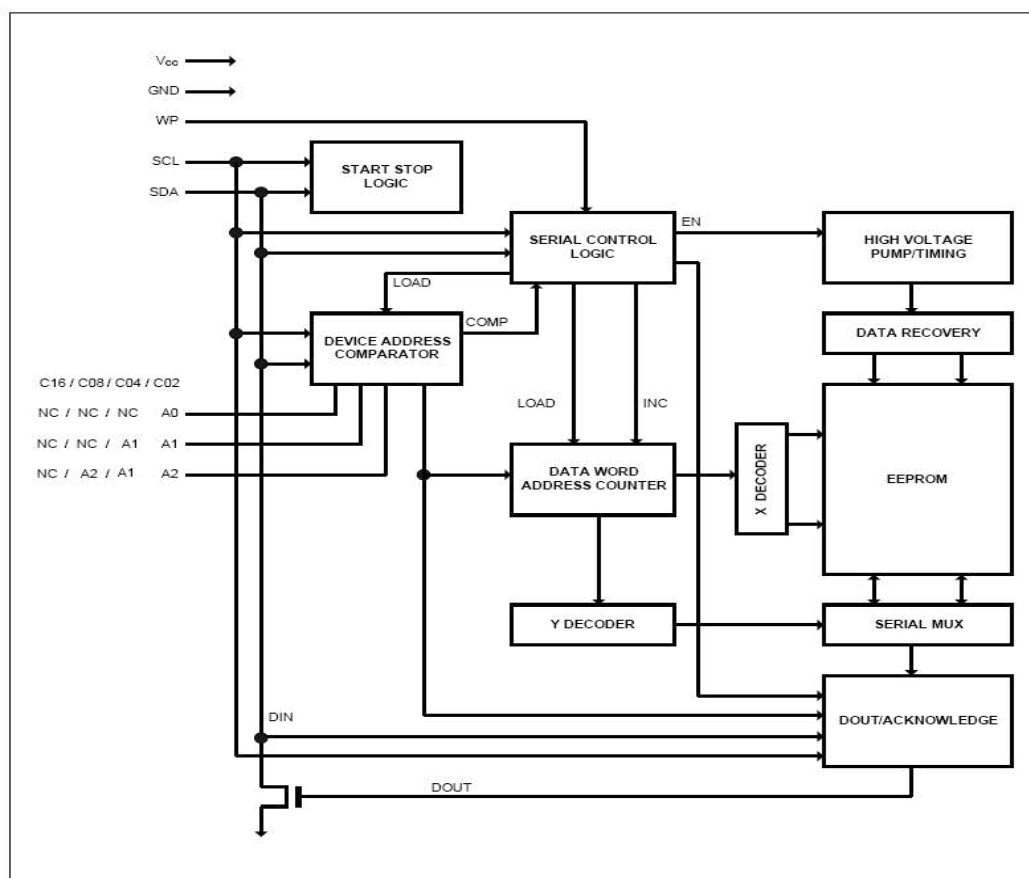 Vcc
GND
WP
SCL
SDA
START STOP
LOGIC
SERIAL CONTROL
LOGIC
EN
HIGH VOLTAGE
PUMP/TIMING
LOAD
COMP
DEVICE ADDRESS
COMPARATOR
DATA RECOVERY
C16 / C08 / C04 / C02
NC / NC / NC A0
NC / NC / A1 A1
NC / A2 / A1 A2
LOAD
INC
DATA WORD
ADDRESS COUNTER
X DECODER
EEPROM
Y DECODER
SERIAL MUX
DIN
DOUT/ACKNOWLEDGE
DOUT